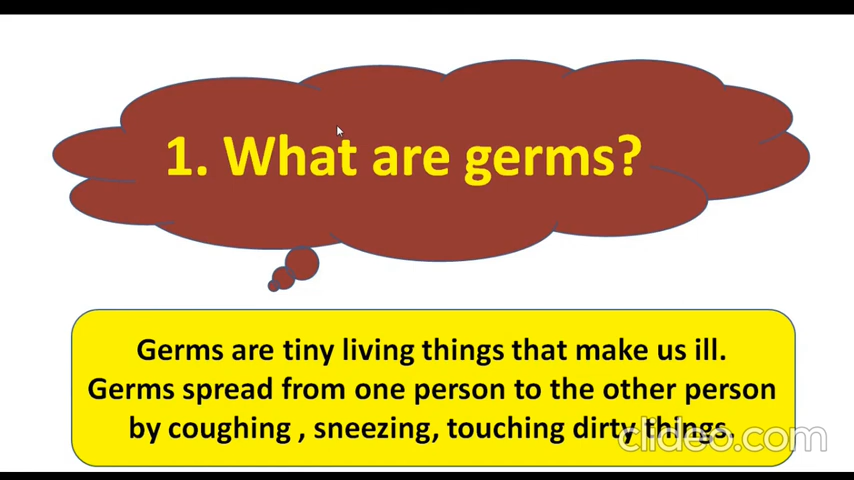 1. What are germs?
Germs are tiny living things that make us ill.
Germs spread from one person to the other person
by coughing , sneezing, touching dirty things.
clideo.com